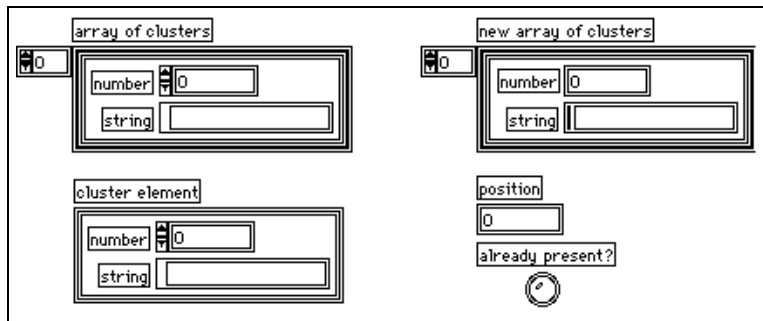 array of clusters
0
number 0
string
new array of clusters
0
number 0
string
cluster element
number 0
string
position
0
already present?